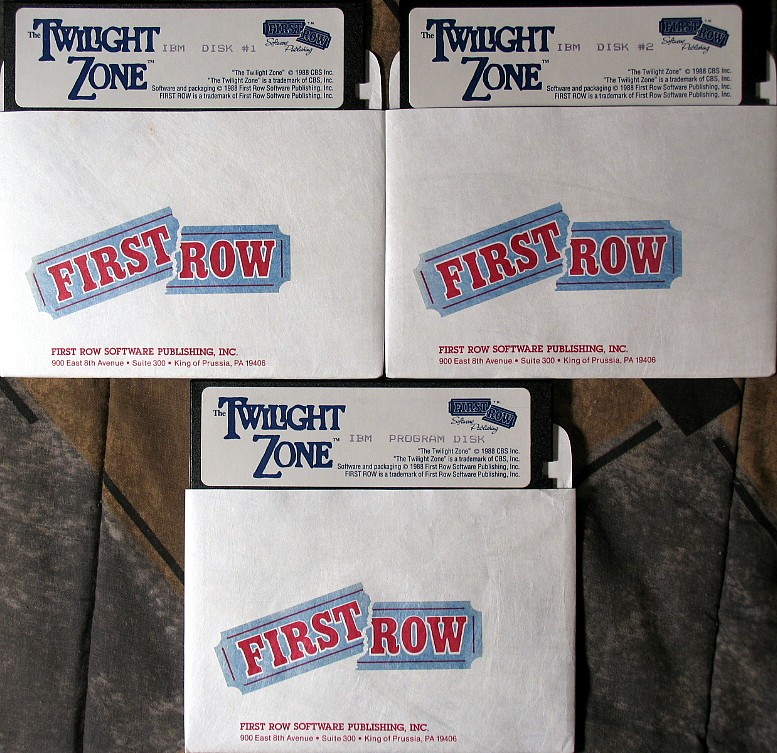 The TWILIGHT ZONE™
IBM DISK #1
FIRST ROW™
Software Publishing
"The Twilight Zone" © 1988 CBS Inc.
"The Twilight Zone" is a trademark of CBS, Inc.
Software and packaging © 1988 First Row Software Publishing, Inc.
FIRST ROW is a trademark of First Row Software Publishing, Inc.
FIRST ROW
FIRST ROW SOFTWARE PUBLISHING, INC.
900 East 8th Avenue • Suite 300 • King of Prussia, PA 19406
The TWILIGHT ZONE™
IBM DISK #2
FIRST ROW™
Software Publishing
"The Twilight Zone" © 1988 CBS Inc.
"The Twilight Zone" is a trademark of CBS, Inc.
Software and packaging © 1988 First Row Software Publishing, Inc.
FIRST ROW is a trademark of First Row Software Publishing, Inc.
FIRST ROW
FIRST ROW SOFTWARE PUBLISHING, INC.
900 East 8th Avenue • Suite 300 • King of Prussia, PA 19406
The TWILIGHT ZONE™
IBM PROGRAM DISK
FIRST ROW™
Software Publishing
"The Twilight Zone" © 1988 CBS Inc.
"The Twilight Zone" is a trademark of CBS, Inc.
Software and packaging © 1988 First Row Software Publishing, Inc.
FIRST ROW is a trademark of First Row Software Publishing, Inc.
FIRST ROW
FIRST ROW SOFTWARE PUBLISHING, INC.
900 East 8th Avenue • Suite 300 • King of Prussia, PA 19406